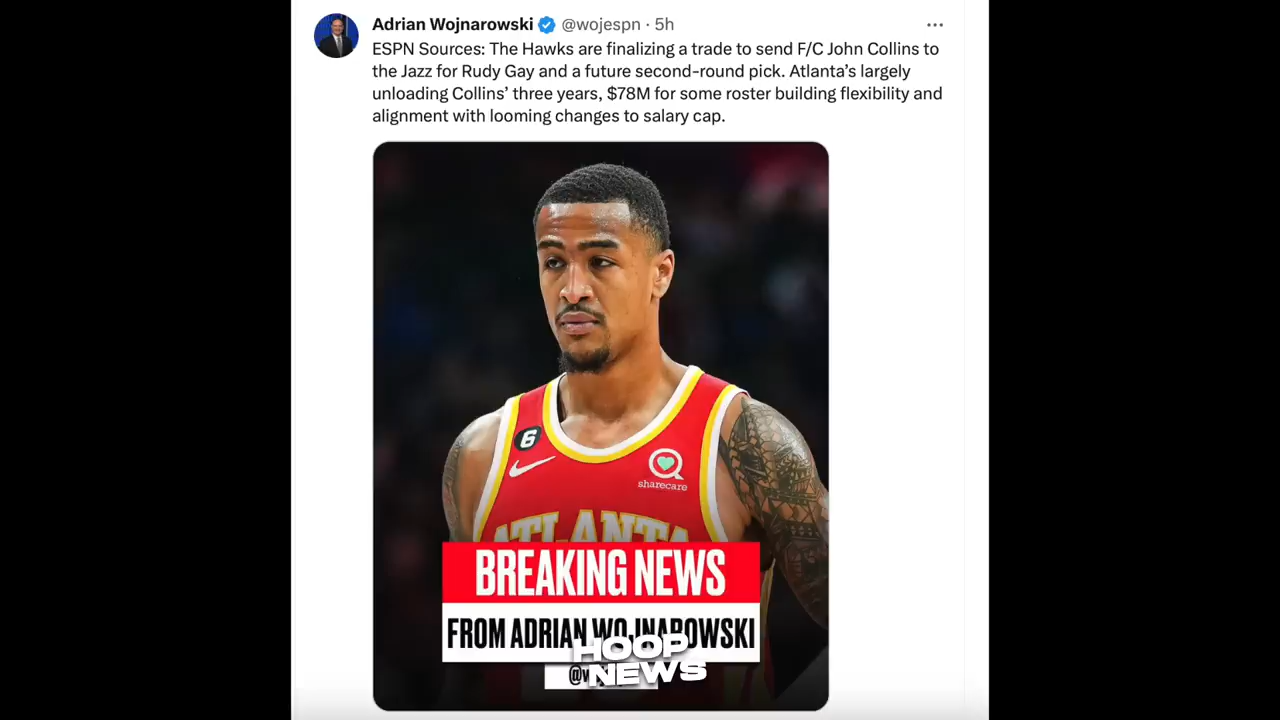 Adrian Wojnarowski @wojespn · 5h
ESPN Sources: The Hawks are finalizing a trade to send F/C John Collins to
the Jazz for Rudy Gay and a future second-round pick. Atlanta’s largely
unloading Collins’ three years, $78M for some roster building flexibility and
alignment with looming changes to salary cap.
6
sharecare
ATLANTA
BREAKING NEWS
FROM ADRIAN WOJNAROWSKI
HOOP
NEWS